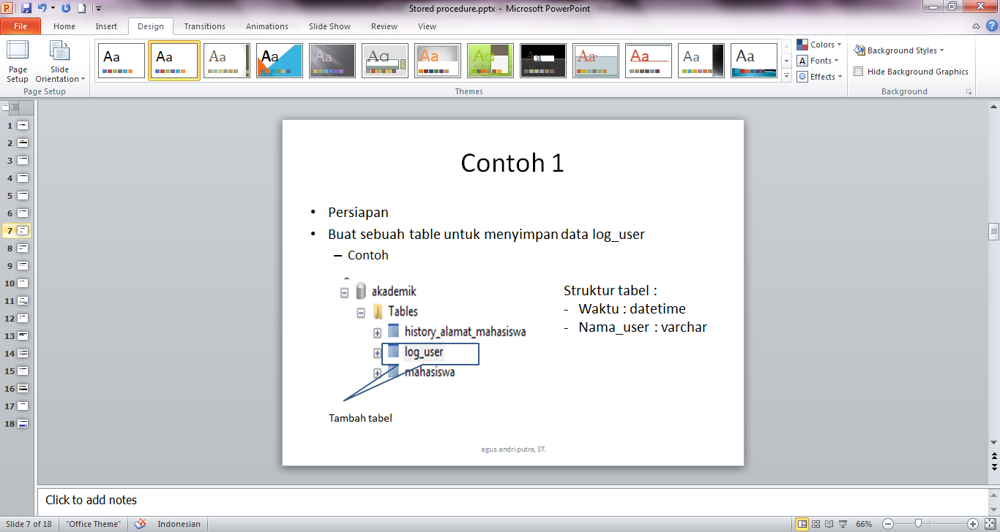 Stored procedure.pptx - Microsoft PowerPoint
File Home Insert Design Transitions Animations Slide Show Review View
Page Setup
Slide Orientation
Aa Aa Aa Aa Aa Aa Aa Aa Aa Aa Aa Aa Aa
Colors
Fonts
Effects
Background Styles
Hide Background Graphics
Page Setup
Themes
Background
1
2
3
4
5
6
7
8
9
10
11
12
13
14
15
16
17
18
Contoh 1
• Persiapan
• Buat sebuah table untuk menyimpan data log_user
– Contoh
akademik
Tables
history_alamat_mahasiswa
log_user
mahasiswa
Tambah tabel
Struktur tabel :
- Waktu : datetime
- Nama_user : varchar
agus andri putra, ST.
Click to add notes
Slide 7 of 18 "Office Theme" Indonesian 66%